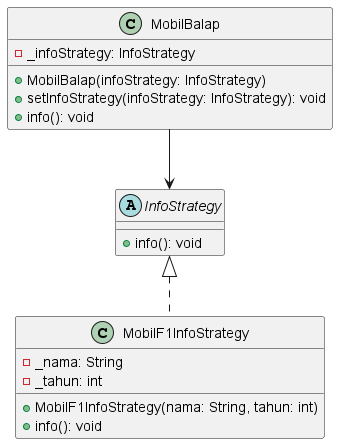 C MobilBalap
_infoStrategy: InfoStrategy
MobilBalap(infoStrategy: InfoStrategy)
setInfoStrategy(infoStrategy: InfoStrategy): void
info(): void
A InfoStrategy
info(): void
C MobilF1InfoStrategy
_nama: String
_tahun: int
MobilF1InfoStrategy(nama: String, tahun: int)
info(): void